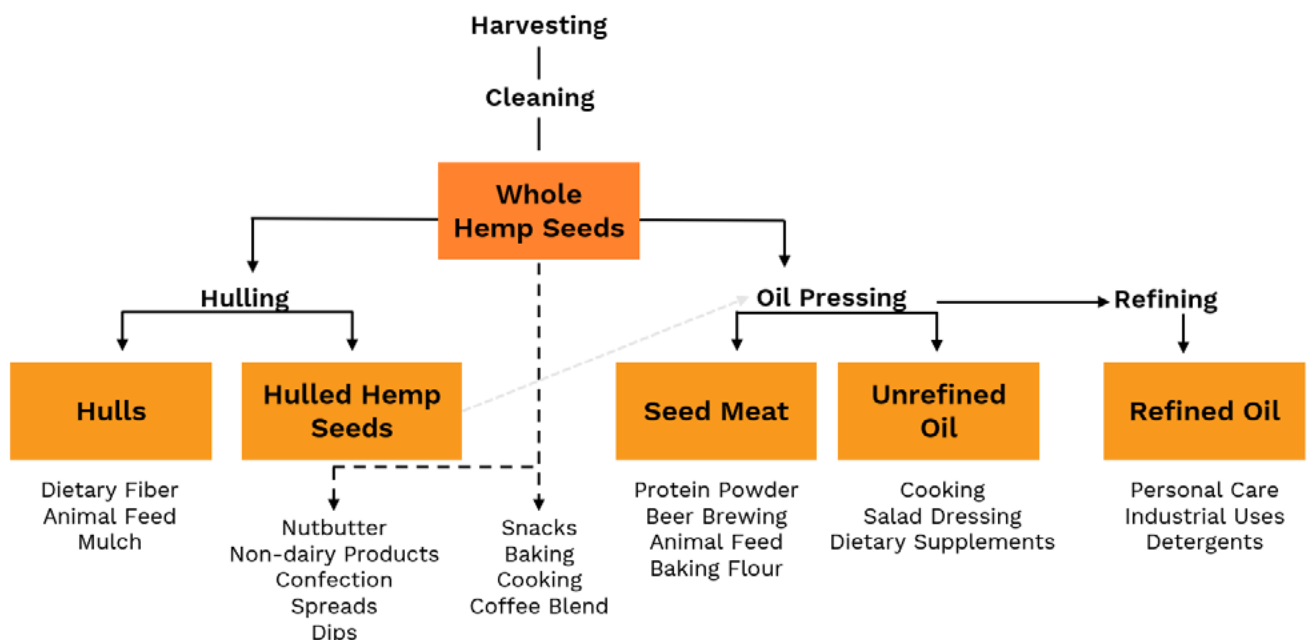 Harvesting
Cleaning
Whole
Hemp Seeds
Hulling
Oil Pressing
Refining
Hulls
Hulled Hemp
Seeds
Seed Meat
Unrefined
Oil
Refined Oil
Dietary Fiber
Animal Feed
Mulch
Nutbutter
Non-dairy Products
Confection
Spreads
Dips
Snacks
Baking
Cooking
Coffee Blend
Protein Powder
Beer Brewing
Animal Feed
Baking Flour
Cooking
Salad Dressing
Dietary Supplements
Personal Care
Industrial Uses
Detergents